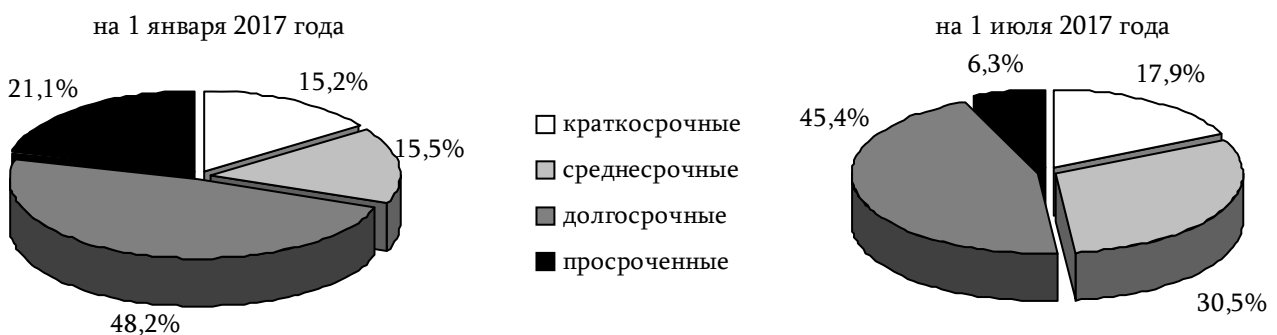 на 1 января 2017 года
21,1%
15,2%
15,5%
48,2%
краткосрочные
среднесрочные
долгосрочные
просроченные
на 1 июля 2017 года
6,3%
17,9%
45,4%
30,5%